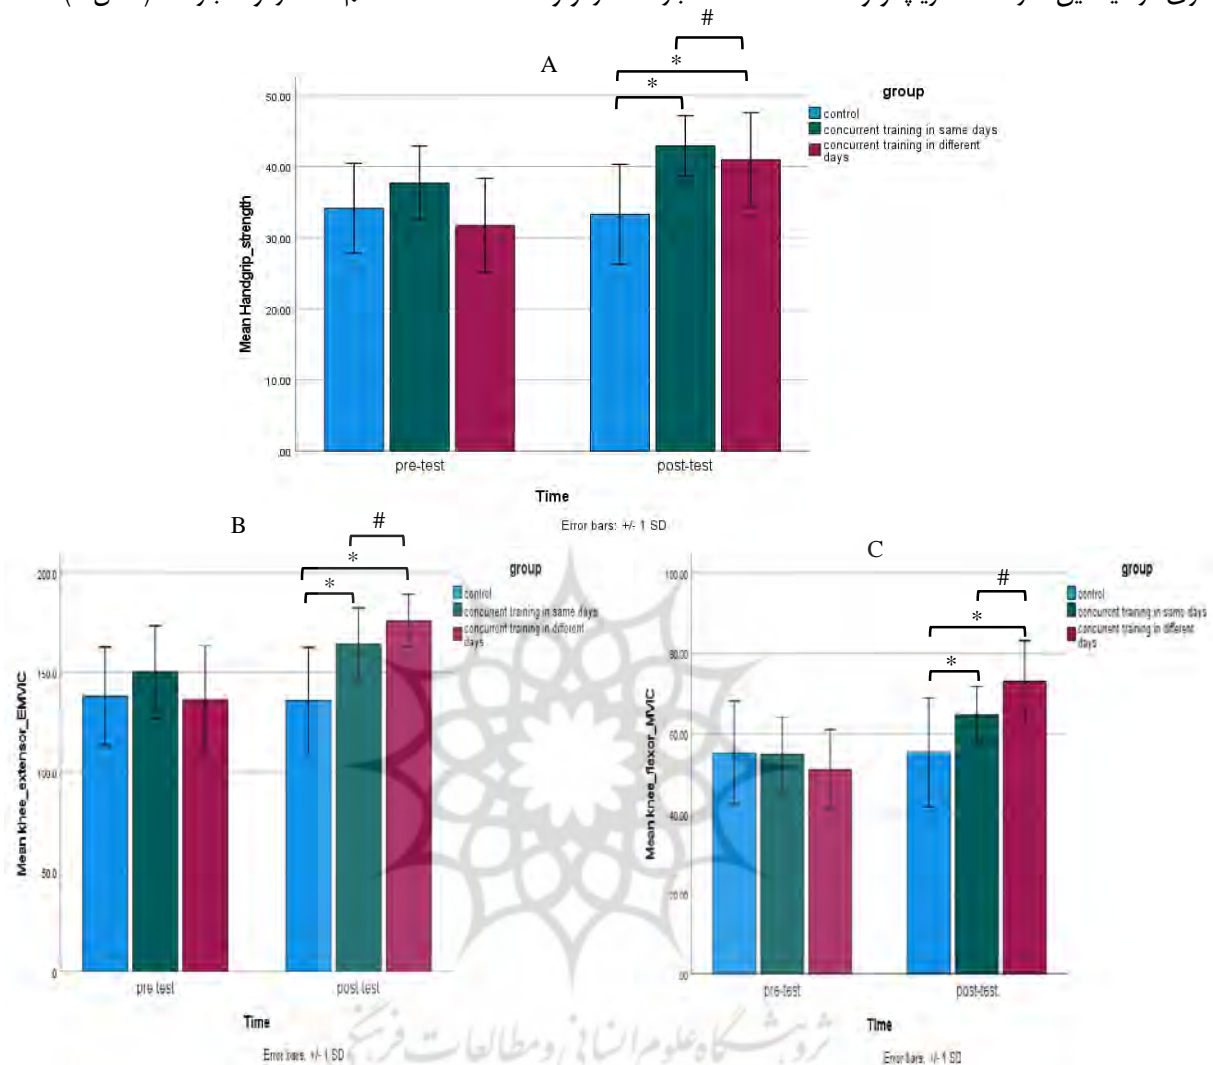 #
A
*
*
50.00
40.00
30.00
20.00
10.00
.00
Mean Handgrip_strength
group
control
concurrent training in same days
concurrent training in different
days
pre-test
post-test
Time
Error bars: +/- 1 SD
B
#
*
*
200.0
150.0
100.0
50.0
.0
Mean knee_extensor_EMVIC
group
control
concurrent training in same days
concurrent training in different
days
pre test
post test
Time
Error bars: +/- 1 SD
C
#
*
*
100.00
80.00
60.00
40.00
20.00
.00
Mean knee_flexor_MVIC
group
control
concurrent training in same days
concurrent training in different
days
pre-test
post-test
Time
Error bars: +/- 1 SD
پژوهشگاه علوم انسانی و مطالعات فرهنگی